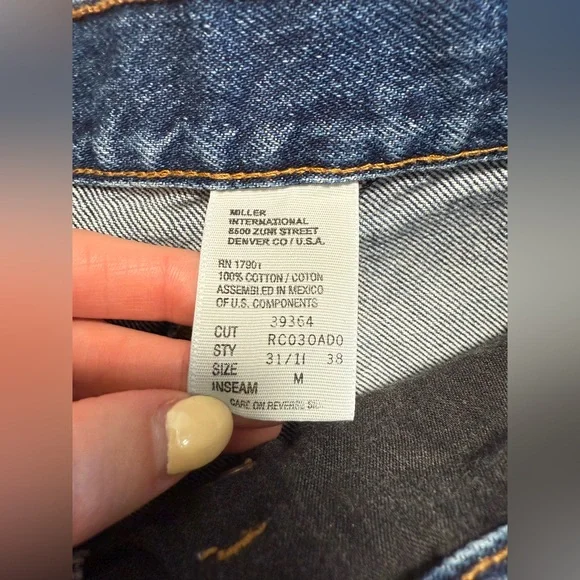 MILLER
INTERNATIONAL
8500 ZUNI STREET
DENVER CO / U.S.A.
RN 17901
100% COTTON / COTON
ASSEMBLED IN MEXICO
OF U.S. COMPONENTS
CUT 39364
STY RC030AD0
SIZE 31/11 38
INSEAM M
CARE ON REVERSE